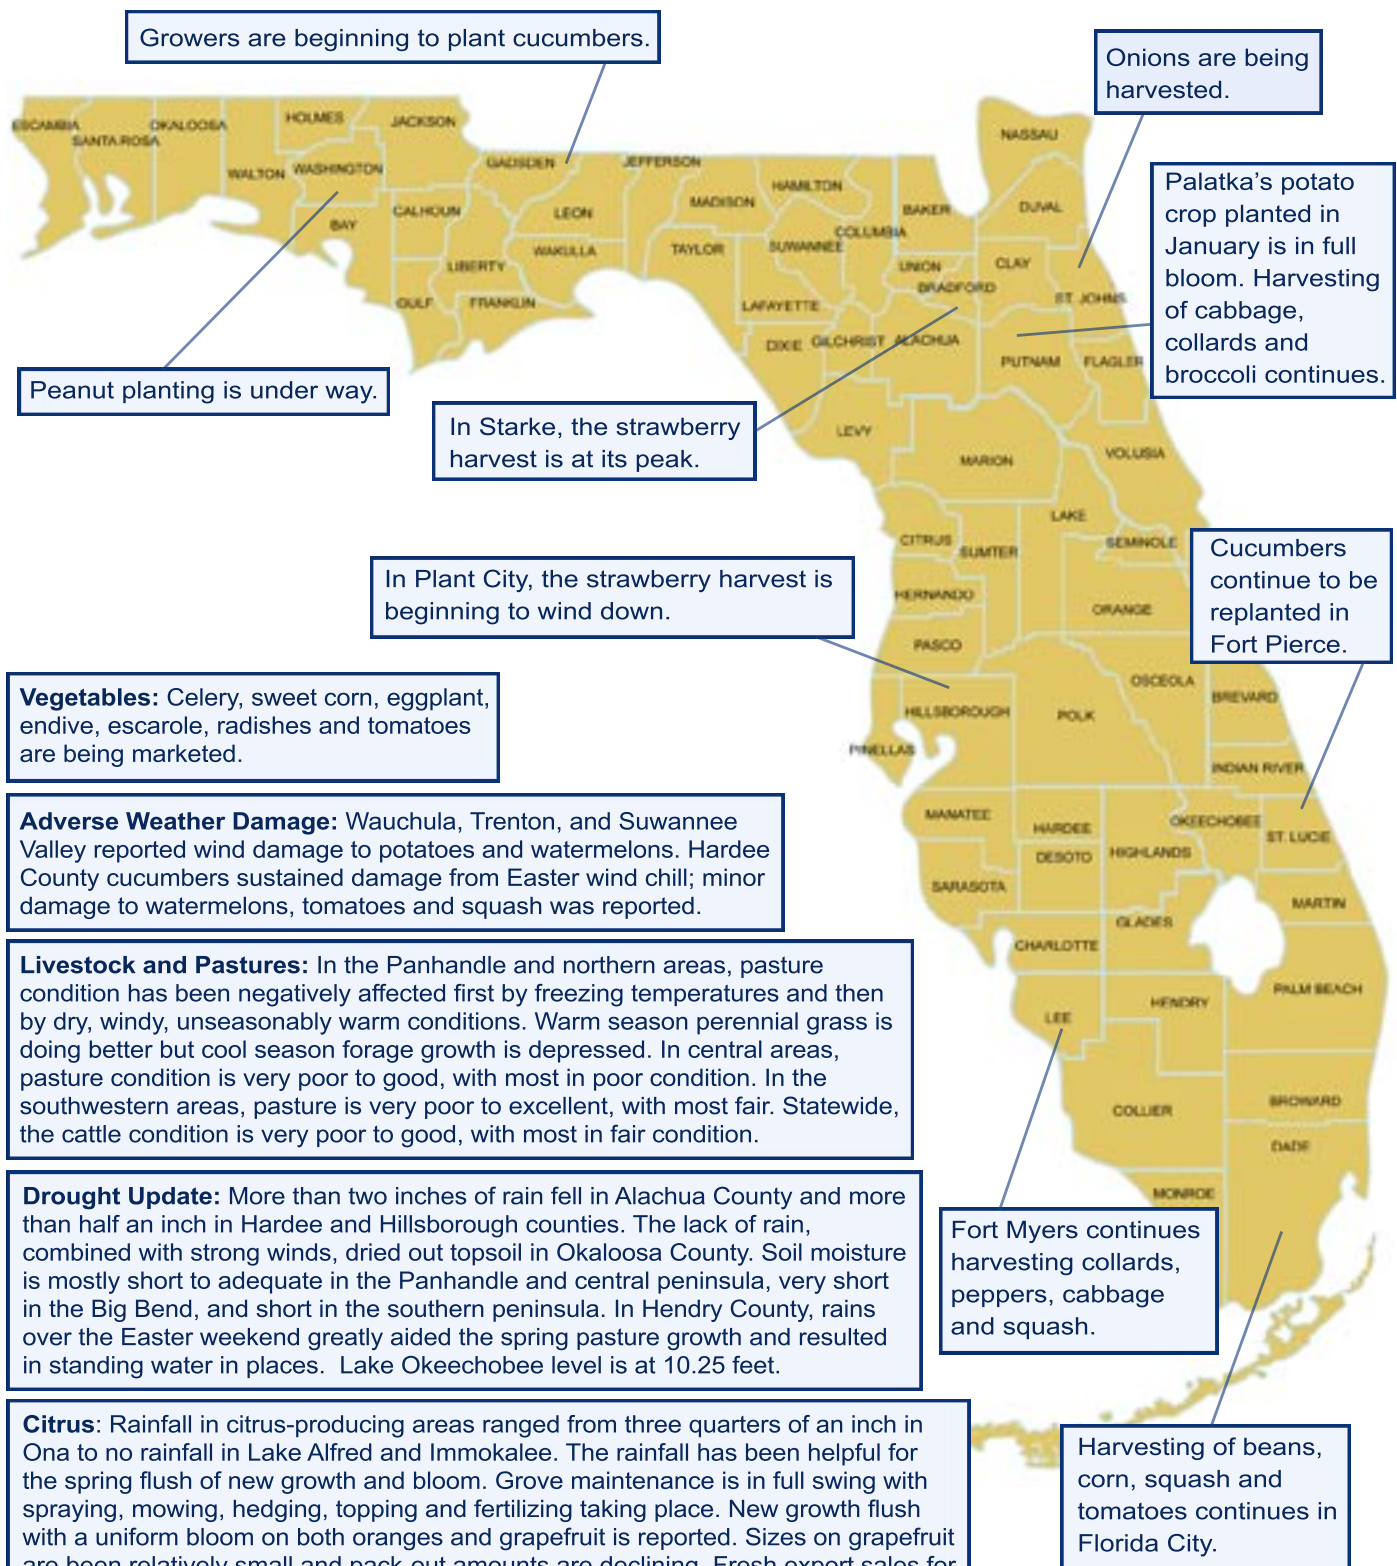 Growers are beginning to plant cucumbers.
Onions are being
harvested.
Palatka’s potato
crop planted in
January is in full
bloom. Harvesting
of cabbage,
collards and
broccoli continues.
Peanut planting is under way.
In Starke, the strawberry
harvest is at its peak.
In Plant City, the strawberry harvest is
beginning to wind down.
Cucumbers
continue to be
replanted in
Fort Pierce.
ESCAMBIA
SANTA ROSA
OKALOOSA
HOLMES
JACKSON
WALTON
WASHINGTON
BAY
CALHOUN
GADSDEN
LEON
JEFFERSON
MADISON
HAMILTON
WAKULLA
LIBERTY
GULF
FRANKLIN
TAYLOR
SUWANNEE
COLUMBIA
BAKER
NASSAU
DUVAL
UNION
CLAY
BRADFORD
ST. JOHNS
LAFAYETTE
DIXIE
GILCHRIST
ALACHUA
PUTNAM
FLAGLER
LEVY
MARION
VOLUSIA
LAKE
CITRUS
SUMTER
SEMINOLE
HERNANDO
ORANGE
PASCO
OSCEOLA
HILLSBOROUGH
POLK
BREVARD
PINELLAS
INDIAN RIVER
MANATEE
HARDEE
OKEECHOBEE
ST. LUCIE
DESOTO
HIGHLANDS
SARASOTA
MARTIN
GLADES
CHARLOTTE
PALM BEACH
HENDRY
LEE
COLLIER
BROWARD
DADE
MONROE
Vegetables: Celery, sweet corn, eggplant,
endive, escarole, radishes and tomatoes
are being marketed.
Adverse Weather Damage: Wauchula, Trenton, and Suwannee
Valley reported wind damage to potatoes and watermelons. Hardee
County cucumbers sustained damage from Easter wind chill; minor
damage to watermelons, tomatoes and squash was reported.
Livestock and Pastures: In the Panhandle and northern areas, pasture
condition has been negatively affected first by freezing temperatures and then
by dry, windy, unseasonably warm conditions. Warm season perennial grass is
doing better but cool season forage growth is depressed. In central areas,
pasture condition is very poor to good, with most in poor condition. In the
southwestern areas, pasture is very poor to excellent, with most fair. Statewide,
the cattle condition is very poor to good, with most in fair condition.
Drought Update: More than two inches of rain fell in Alachua County and more
than half an inch in Hardee and Hillsborough counties. The lack of rain,
combined with strong winds, dried out topsoil in Okaloosa County. Soil moisture
is mostly short to adequate in the Panhandle and central peninsula, very short
in the Big Bend, and short in the southern peninsula. In Hendry County, rains
over the Easter weekend greatly aided the spring pasture growth and resulted
in standing water in places. Lake Okeechobee level is at 10.25 feet.
Fort Myers continues
harvesting collards,
peppers, cabbage
and squash.
Citrus: Rainfall in citrus-producing areas ranged from three quarters of an inch in
Ona to no rainfall in Lake Alfred and Immokalee. The rainfall has been helpful for
the spring flush of new growth and bloom. Grove maintenance is in full swing with
spraying, mowing, hedging, topping and fertilizing taking place. New growth flush
with a uniform bloom on both oranges and grapefruit is reported. Sizes on grapefruit
are been relatively small and pack-out amounts are declining. Fresh export sales for
Harvesting of beans,
corn, squash and
tomatoes continues in
Florida City.